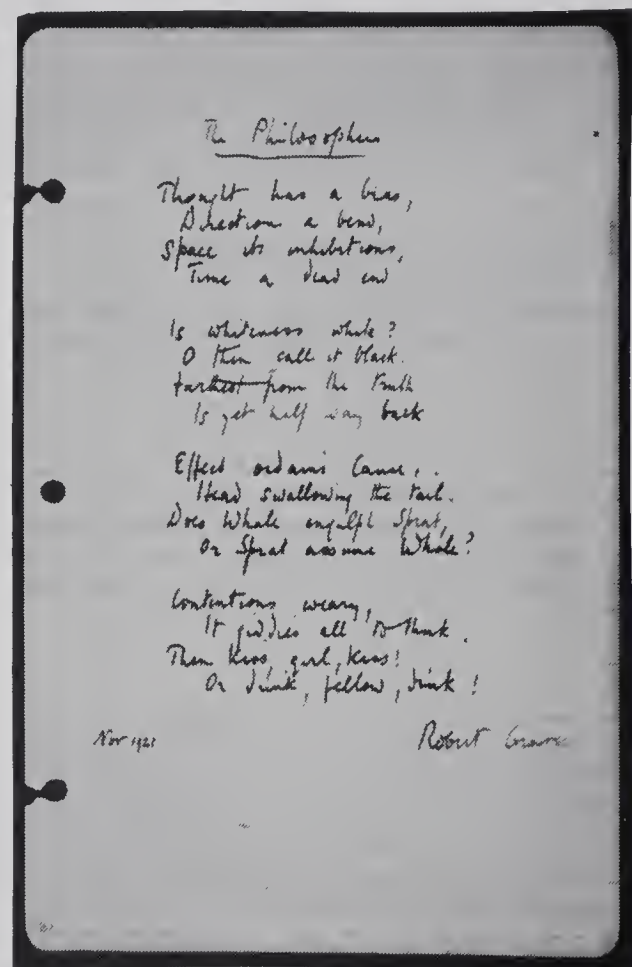 The Philosophers
Thought has a bias,
Direction a bend,
Space its inhibitions,
Time a dead end
Is whiteness white?
O then call it black.
Farthest from the truth
Is yet half way back
Effect ordains Cause,
Head swallowing the tail.
Does Whale engulph Sprat,
Or Sprat assume Whale?
Contentions weary,
It giddies all to think.
Then kiss, girl, kiss!
Or drink, fellow, drink!
Nov 1921
Robert Graves